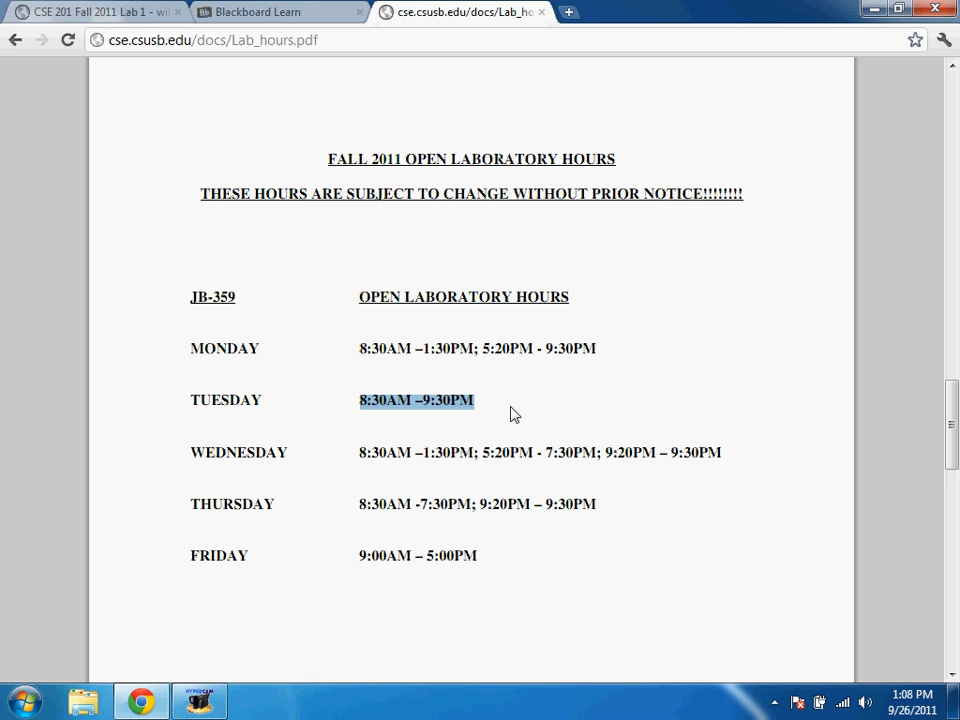 CSE 201 Fall 2011 Lab 1 - wil
Blackboard Learn
cse.csusb.edu/docs/Lab_ho
cse.csusb.edu/docs/Lab_hours.pdf
FALL 2011 OPEN LABORATORY HOURS
THESE HOURS ARE SUBJECT TO CHANGE WITHOUT PRIOR NOTICE!!!!!!!!
JB-359 OPEN LABORATORY HOURS
MONDAY 8:30AM –1:30PM; 5:20PM - 9:30PM
TUESDAY 8:30AM –9:30PM
WEDNESDAY 8:30AM –1:30PM; 5:20PM - 7:30PM; 9:20PM – 9:30PM
THURSDAY 8:30AM -7:30PM; 9:20PM – 9:30PM
FRIDAY 9:00AM – 5:00PM
HYPERCAM
1:08 PM
9/26/2011